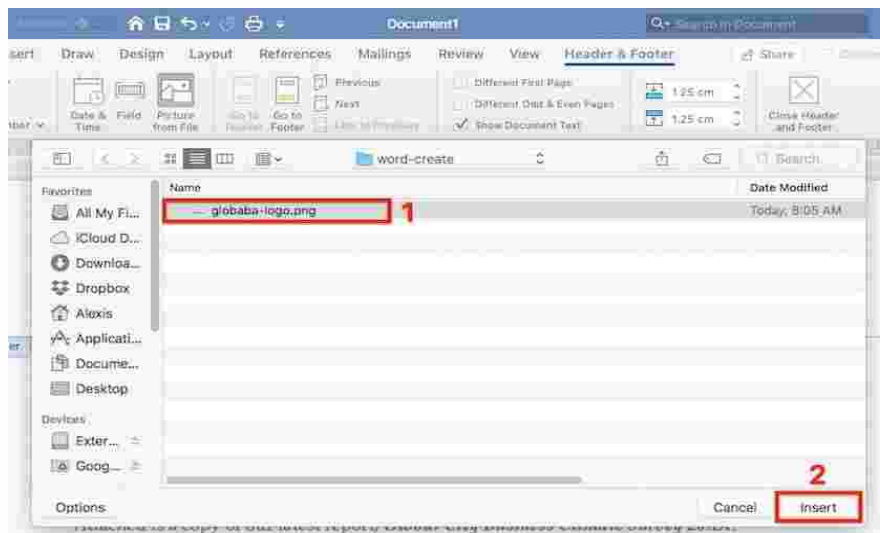 Document1
Search in Document
sert Draw Design Layout References Mailings Review View Header & Footer Share
Previous Different First Page 1.25 cm
Next Different Odd & Even Pages
Date & Time Field Picture from File Go to Header Go to Footer Link to Previous Show Document Text 1.25 cm Close Header and Footer
word-create Search
Favorites Name Date Modified
All My Fi... globaba-logo.png 1 Today, 8:05 AM
iCloud D...
Downloa...
Dropbox
Alexis
Applicati...
Docume...
Desktop
Devices
Exter...
Goog...
2
Options Cancel Insert